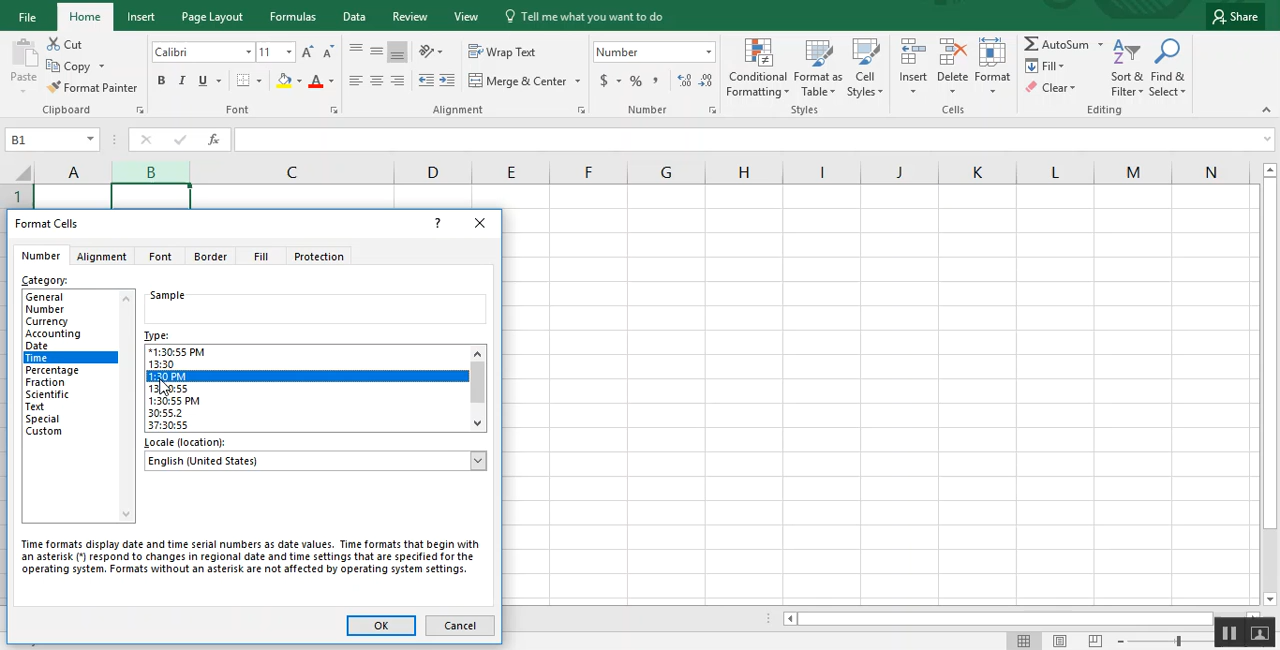 File Home Insert Page Layout Formulas Data Review View Tell me what you want to do Share
Paste Cut Copy Format Painter
Calibri 11 B I U A
Wrap Text Merge & Center
Number $ % ,
Conditional Formatting Format as Table Cell Styles
Insert Delete Format
AutoSum Fill Clear Sort & Filter Find & Select
Clipboard Font Alignment Number Styles Cells Editing
B1 fx
A B C D E F G H I J K L M N
1
Format Cells ?
Number Alignment Font Border Fill Protection
Category:
General
Number
Currency
Accounting
Date
Time
Percentage
Fraction
Scientific
Text
Special
Custom
Sample
Type:
*1:30:55 PM
13:30
1:30 PM
13:30:55
1:30:55 PM
30:55.2
37:30:55
Locale (location):
English (United States)
Time formats display date and time serial numbers as date values. Time formats that begin with
an asterisk (*) respond to changes in regional date and time settings that are specified for the
operating system. Formats without an asterisk are not affected by operating system settings.
OK Cancel